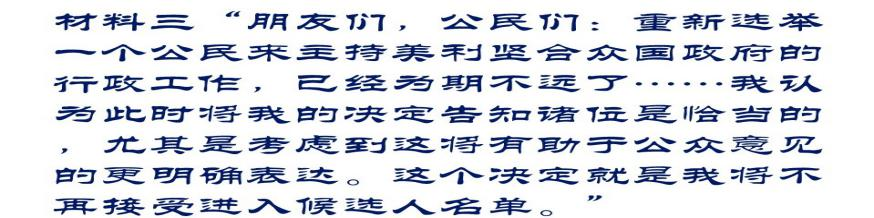 材料三“朋友们，公民们：重新选举
一个公民来主持美利坚合众国政府的
行政工作，已经为期不远了……我认
为此时将我的决定告知诸位是恰当的
，尤其是考虑到这将有助于公众意见
的更明确表达。这个决定就是我将不
再接受进入候选人名单。”